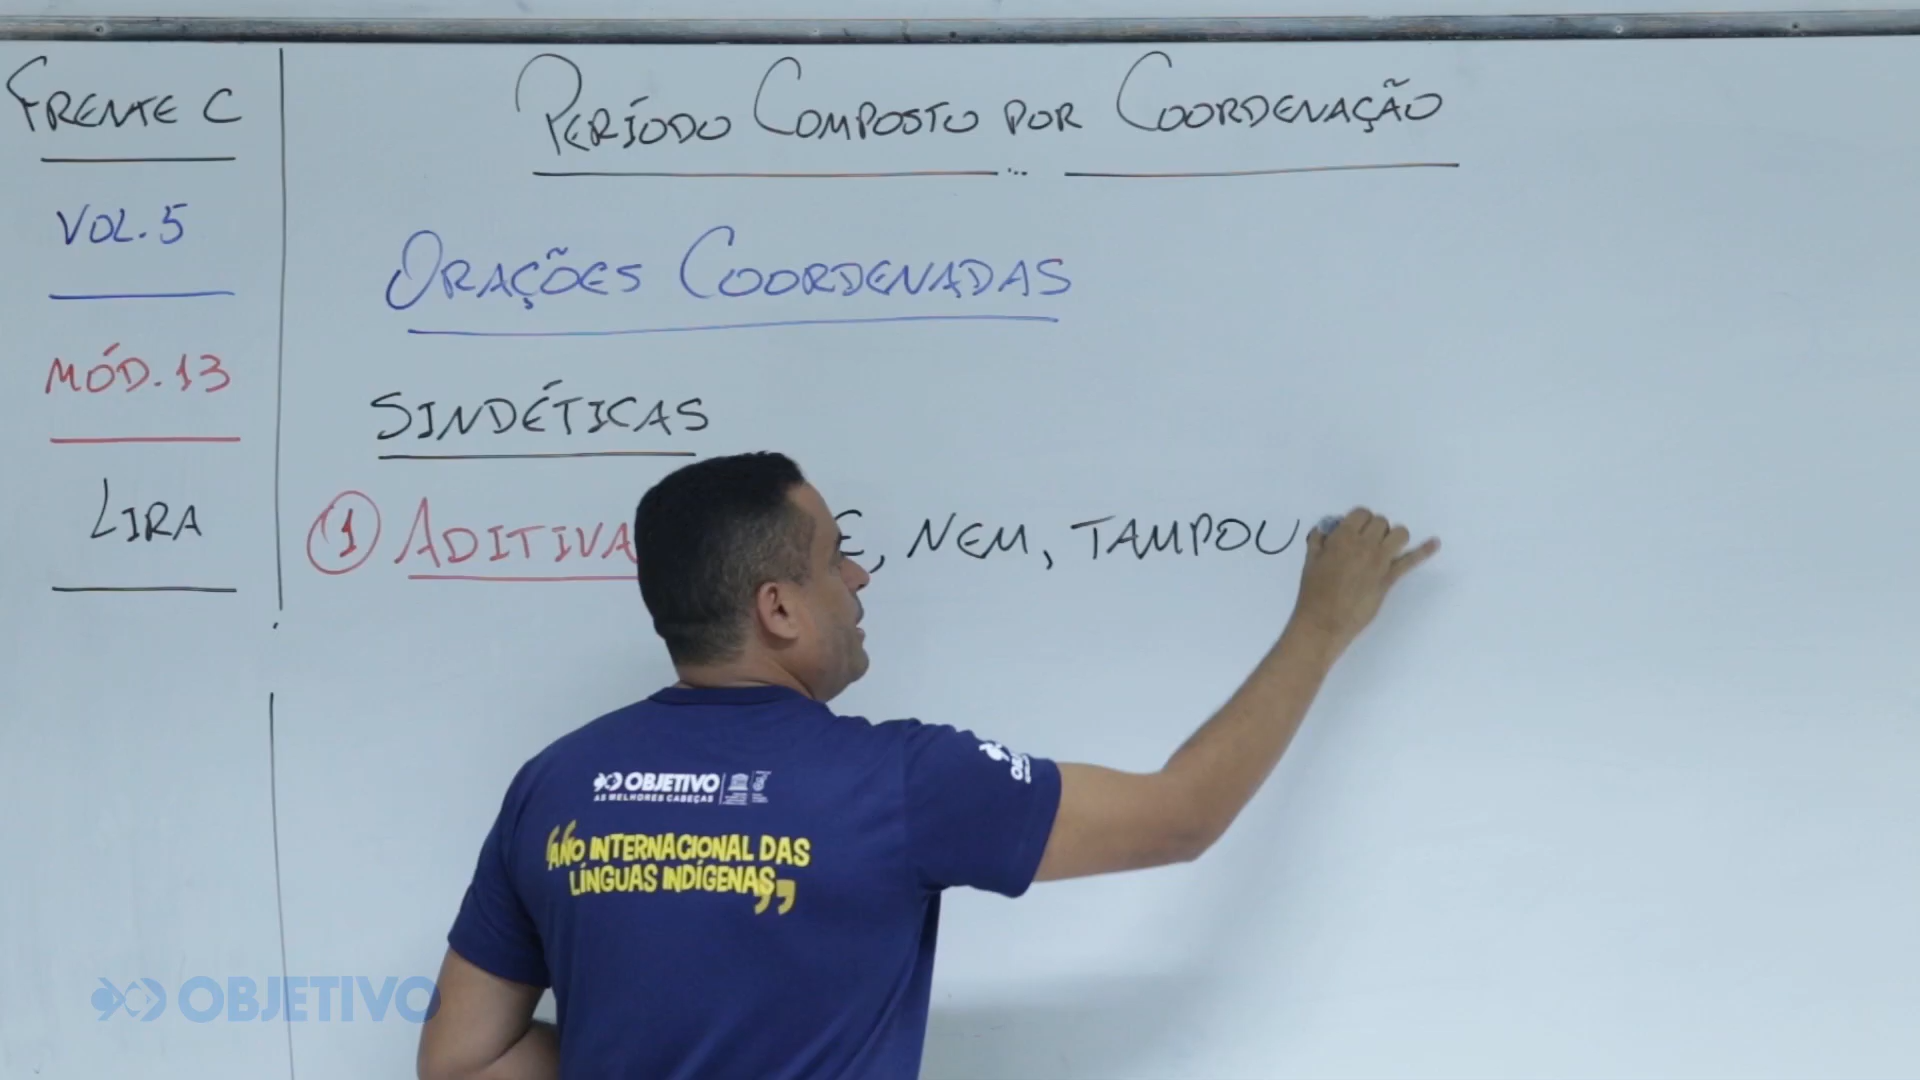 FRENTE C
VOL. 5
MÓD. 13
LIRA
PERÍODO COMPOSTO POR COORDENAÇÃO
ORAÇÕES COORDENADAS
SINDÉTICAS
1 ADITIVA E, NEM, TAMPOU
OBJETIVO
AS MELHORES CABEÇAS
“ANO INTERNACIONAL DAS
LÍNGUAS INDÍGENAS”
OBJETIVO